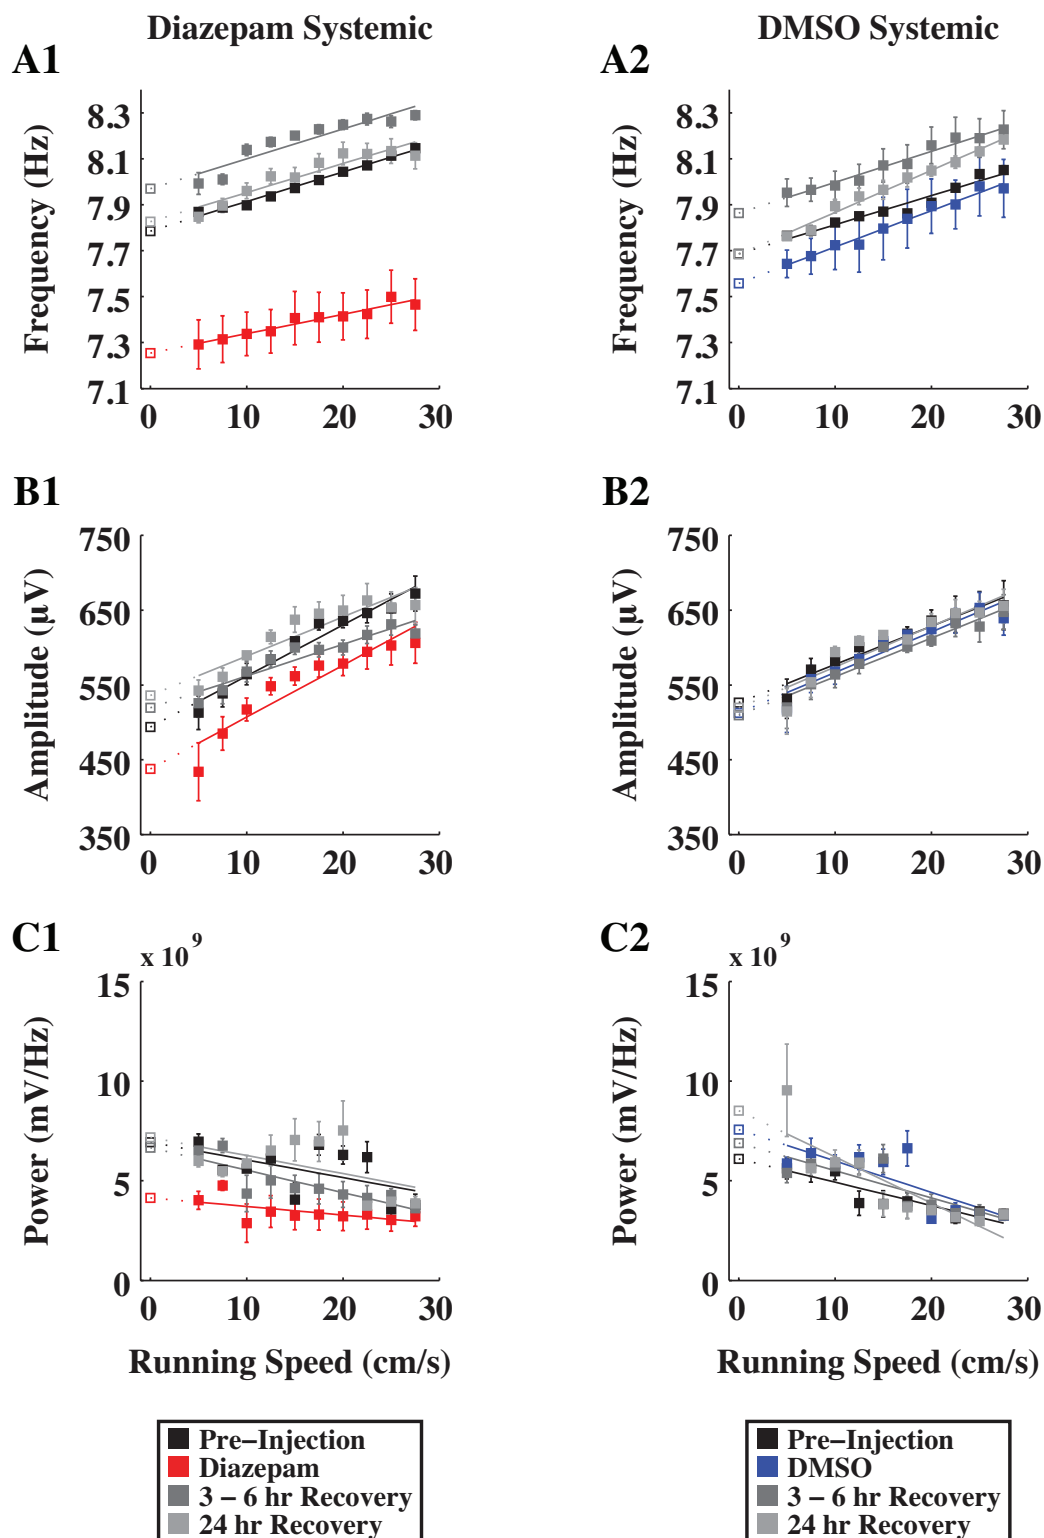 Diazepam Systemic
DMSO Systemic
A1
A2
Frequency (Hz)
8.3
8.1
7.9
7.7
7.5
7.3
7.1
0 10 20 30
Frequency (Hz)
8.3
8.1
7.9
7.7
7.5
7.3
7.1
0 10 20 30
B1
B2
Amplitude (µV)
750
650
550
450
350
0 10 20 30
Amplitude (µV)
750
650
550
450
350
0 10 20 30
C1
C2
x 10⁹
Power (mV/Hz)
15
10
5
0
0 10 20 30
Running Speed (cm/s)
x 10⁹
Power (mV/Hz)
15
10
5
0
0 10 20 30
Running Speed (cm/s)
Pre−Injection
Diazepam
3 − 6 hr Recovery
24 hr Recovery
Pre−Injection
DMSO
3 − 6 hr Recovery
24 hr Recovery